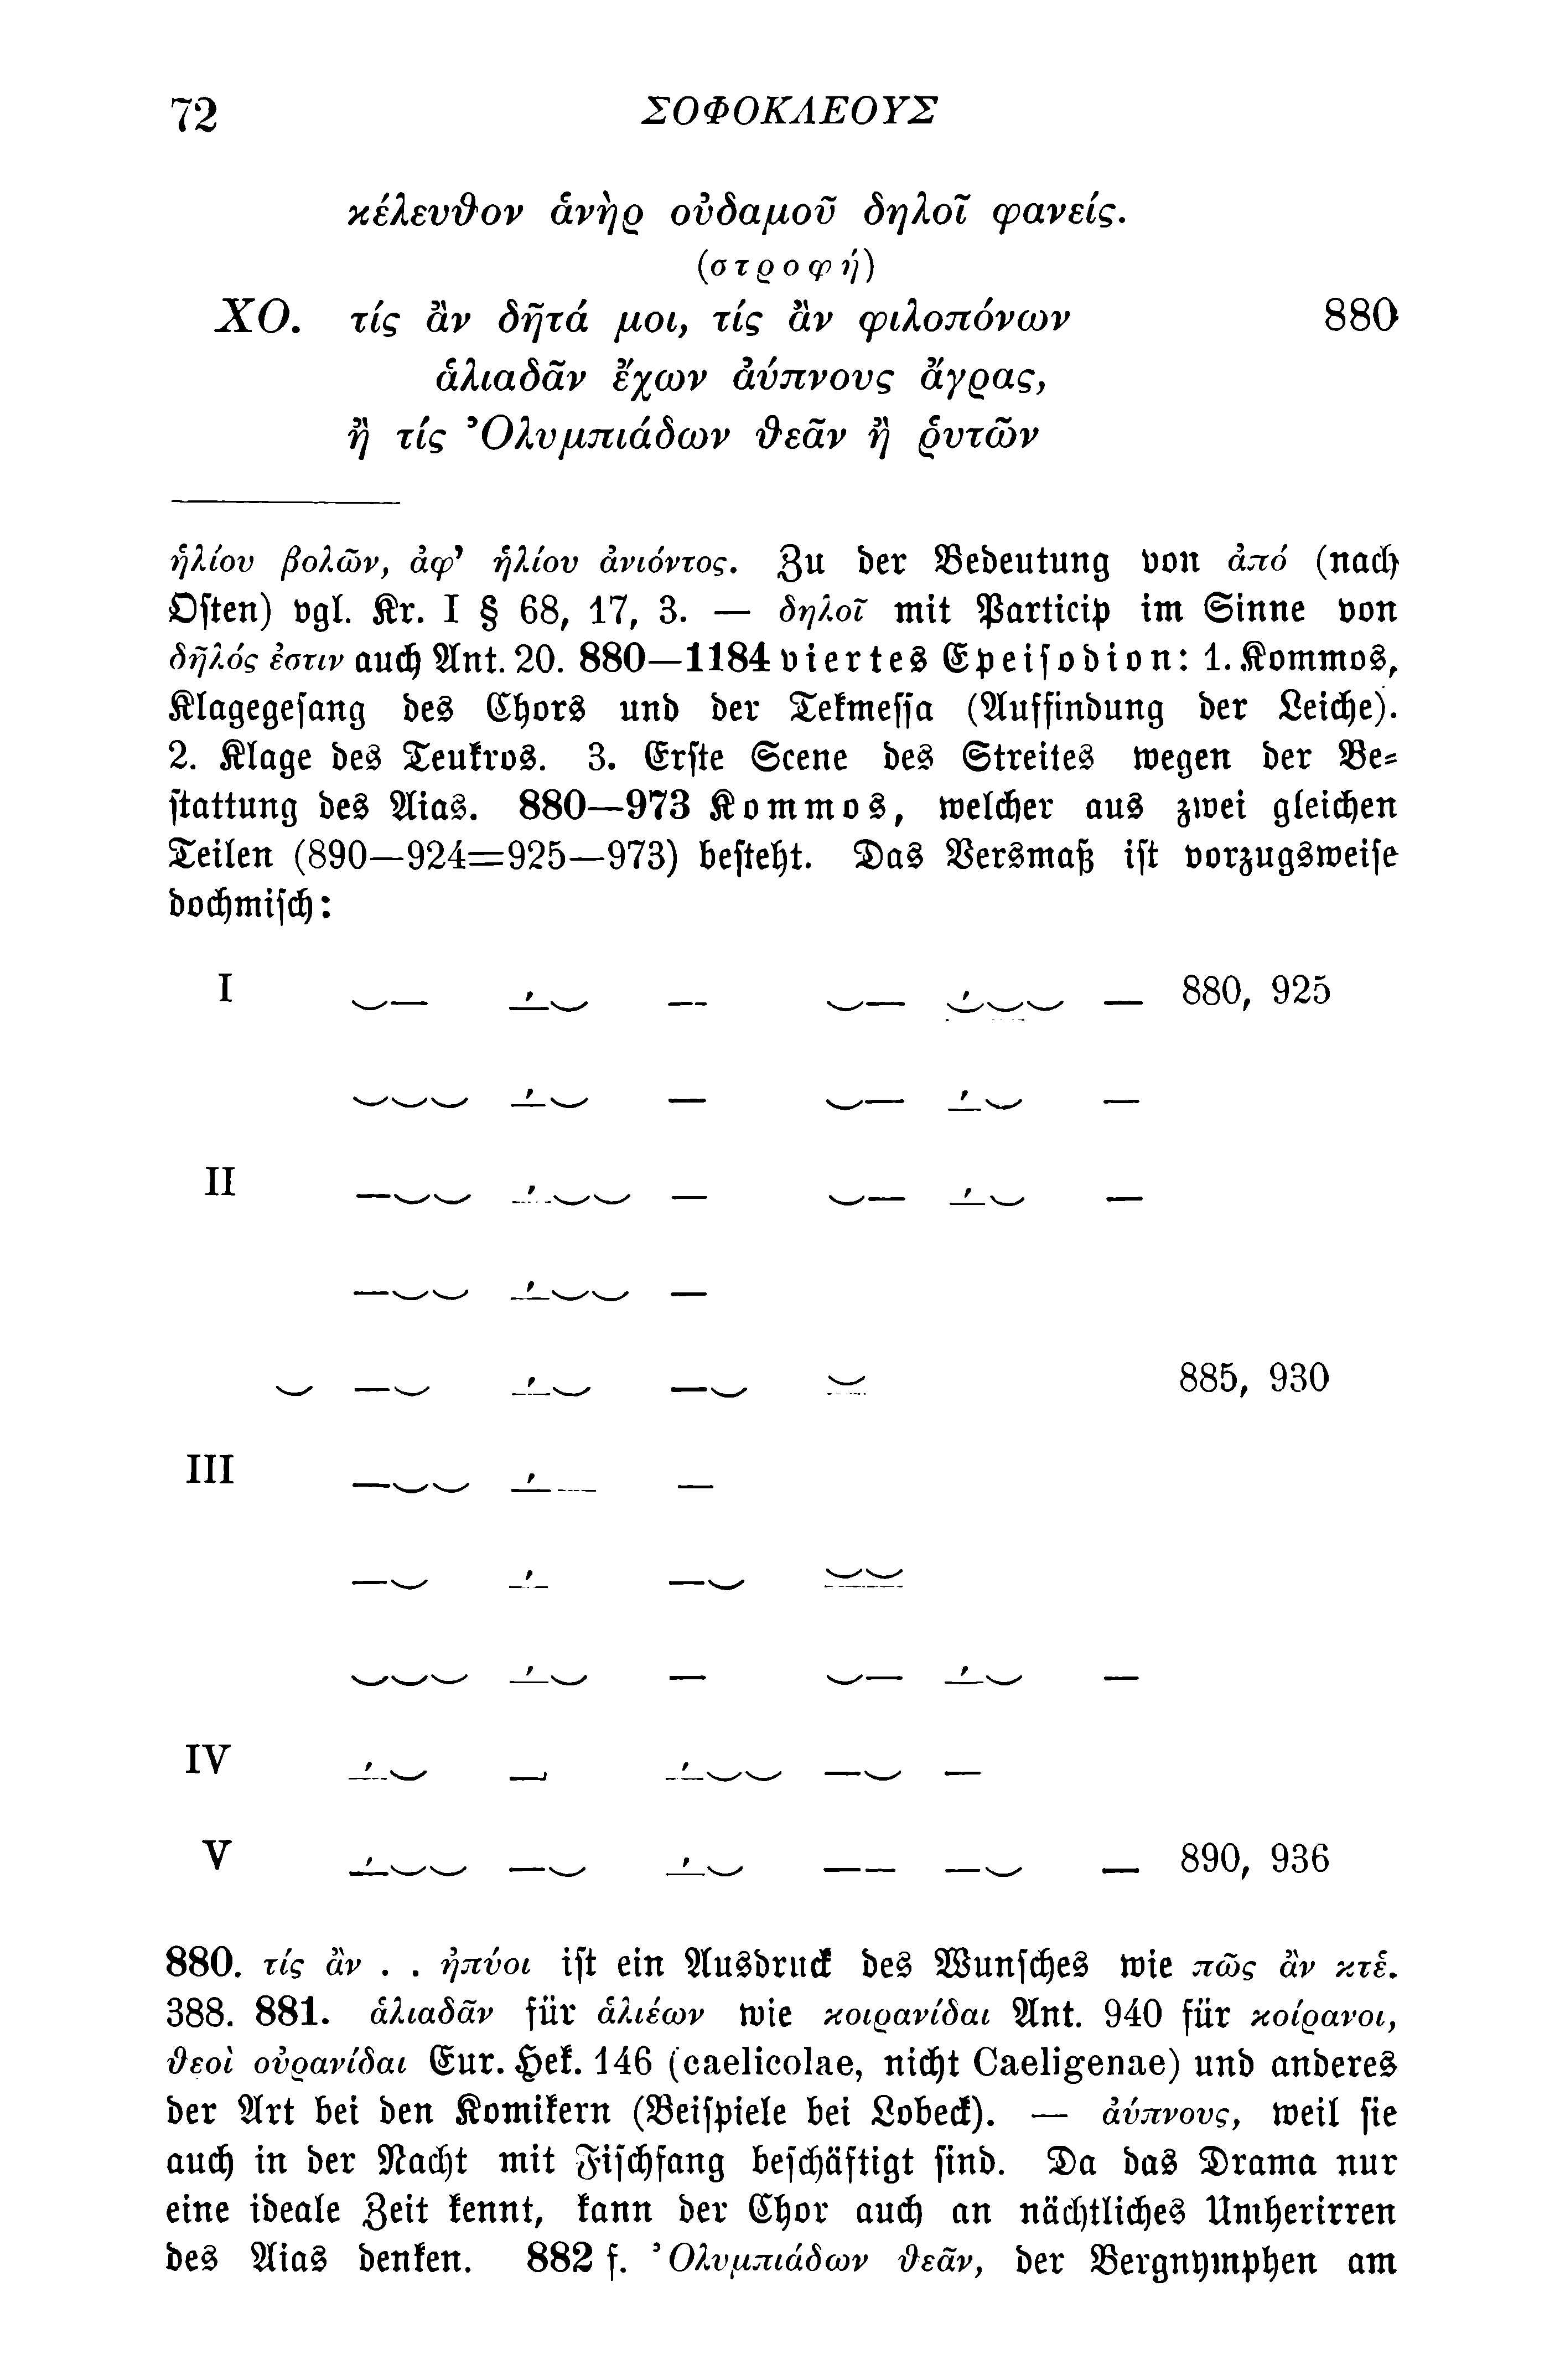 72 ΣΟΦΟΚΛΕΟΥΣ
κέλευθον ἁνὴρ οὐδαμοῦ δηλοῖ φανείς.
(στροφή)
ΧΟ. τίς ἂν δῆτά μοι, τίς ἂν φιλοπόνων 880
ἁλιαδᾶν ἔχων ἀύπνους ἄγρας,
ἢ τίς Ὀλυμπιάδων θεᾶν ἢ ῥυτῶν
ἡλίου βολῶν, ἀφ’ ἡλίου ἀνιόντος. Zu der Bedeutung von ἀπό (nach
Osten) vgl. Kr. I § 68, 17, 3. — δηλοῖ mit Particip im Sinne von
δῆλός ἐστιν auch Ant. 20. 880—1184 viertes Epeisodion: 1. Kommos,
Klagegesang des Chors und der Tekmessa (Auffindung der Leiche).
2. Klage des Teukros. 3. Erste Scene des Streites wegen der Be-
stattung des Aias. 880—973 Kommos, welcher aus zwei gleichen
Teilen (890—924=925—973) besteht. Das Versmaß ist vorzugsweise
dochmisch:
I ⏑– –́⏑ – ⏑– ⏑́⏑⏑ – 880, 925
⏑⏑⏑ –́⏑ – ⏑– –́⏑ –
II –⏑⏑ –́⏑⏑ – ⏑– –́⏑ –
–⏑⏑ –́⏑⏑ –
⏑ –⏑ –́⏑ –⏑ ⏓ 885, 930
III –⏑⏑ –́– –
–⏑ –́ –⏑ ⏓⏓
⏑⏑⏑ –́⏑ – ⏑– –́⏑ –
IV –́⏑ – –́⏑⏑ –⏑ –
V –́⏑⏑ –⏑ –́⏑ –– –⏑ – 890, 936
880. τίς ἂν . . ἠπύοι ist ein Ausdruck des Wunsches wie πῶς ἂν κτἑ.
388. 881. ἁλιαδᾶν für ἁλιέων wie κοιρανίδαι Ant. 940 für κοίρανοι,
θεοὶ οὐρανίδαι Eur. Hek. 146 (caelicolae, nicht Caeligenae) und anderes
der Art bei den Komikern (Beispiele bei Lobeck). — ἀύπνους, weil sie
auch in der Nacht mit Fischfang beschäftigt sind. Da das Drama nur
eine ideale Zeit kennt, kann der Chor auch an nächtliches Umherirren
des Aias denken. 882 f. Ὀλυμπιάδων θεᾶν, der Bergnymphen am